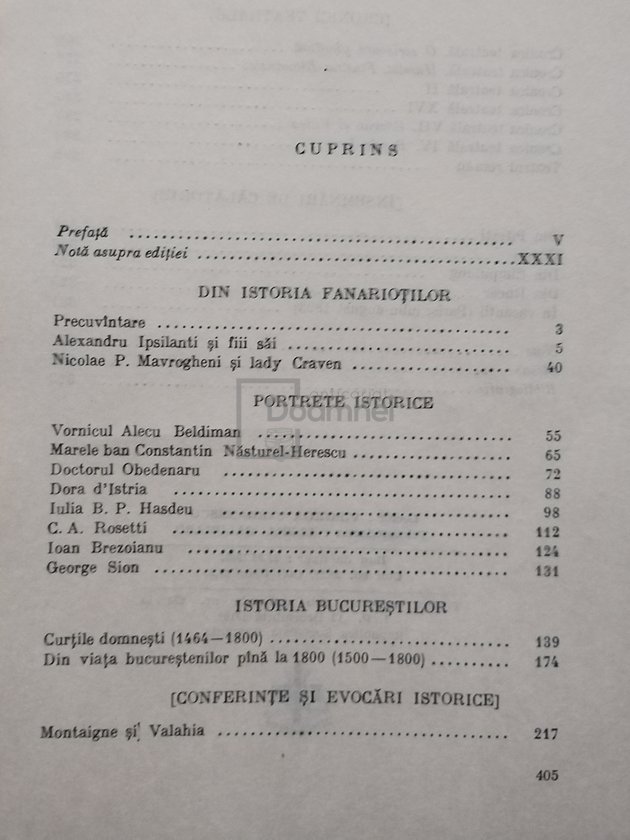 CUPRINS
Prefață ........ V
Notă asupra ediției ........ XXXI
DIN ISTORIA FANARIOȚILOR
Precuvîntare ........ 3
Alexandru Ipsilanti și fiii săi ........ 5
Nicolae P. Mavrogheni și lady Craven ........ 40
PORTRETE ISTORICE
Vornicul Alecu Beldiman ........ 55
Marele ban Constantin Năsturel-Herescu ........ 65
Doctorul Obedenaru ........ 72
Dora d'Istria ........ 88
Iulia B. P. Hasdeu ........ 98
C. A. Rosetti ........ 112
Ioan Brezoianu ........ 124
George Sion ........ 131
ISTORIA BUCUREȘTILOR
Curțile domnești (1464—1800) ........ 139
Din viața bucureștenilor pînă la 1800 (1500—1800) ........ 174
[CONFERINȚE ȘI EVOCĂRI ISTORICE]
Montaigne și Valahia ........ 217
405